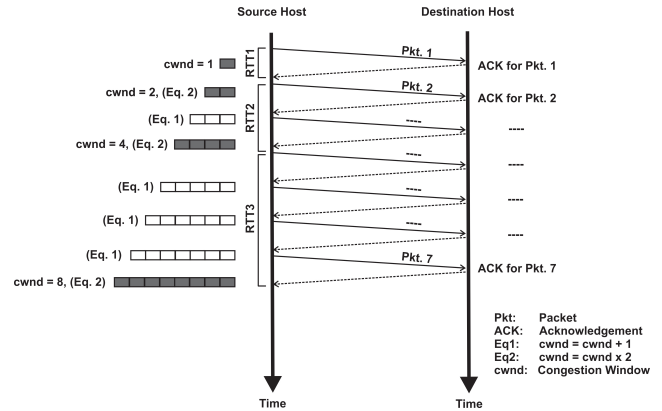 Source Host
Destination Host
RTT1
Pkt. 1
cwnd = 1
ACK for Pkt. 1
cwnd = 2, (Eq. 2)
RTT2
Pkt. 2
ACK for Pkt. 2
(Eq. 1)
----
----
cwnd = 4, (Eq. 2)
RTT3
----
----
(Eq. 1)
----
----
(Eq. 1)
----
----
(Eq. 1)
Pkt. 7
ACK for Pkt. 7
cwnd = 8, (Eq. 2)
Pkt: Packet
ACK: Acknowledgement
Eq1: cwnd = cwnd + 1
Eq2: cwnd = cwnd x 2
cwnd: Congestion Window
Time
Time